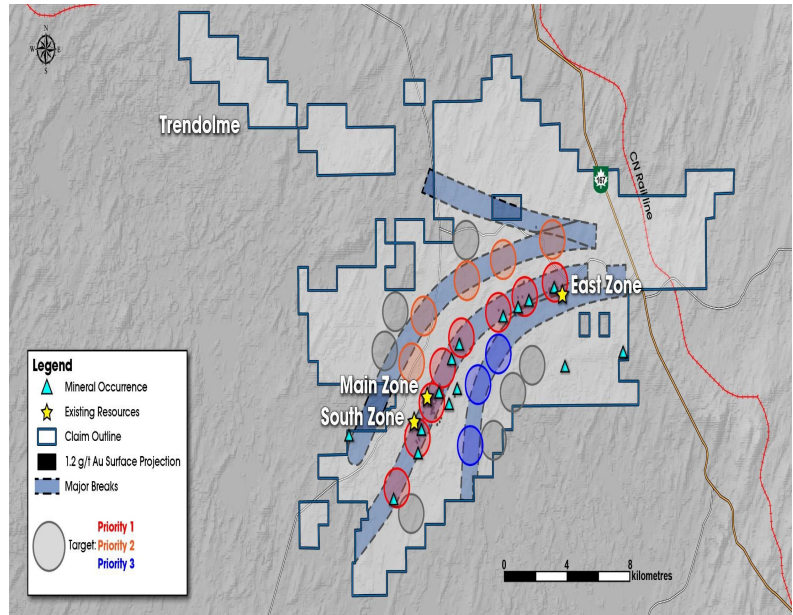 N
W E
S
Trendolme
167
CN Rail line
East Zone
Main Zone
South Zone
Legend
Mineral Occurrence
Existing Resources
Claim Outline
1.2 g/t Au Surface Projection
Major Breaks
Priority 1
Target: Priority 2
Priority 3
0 4 8
kilometres